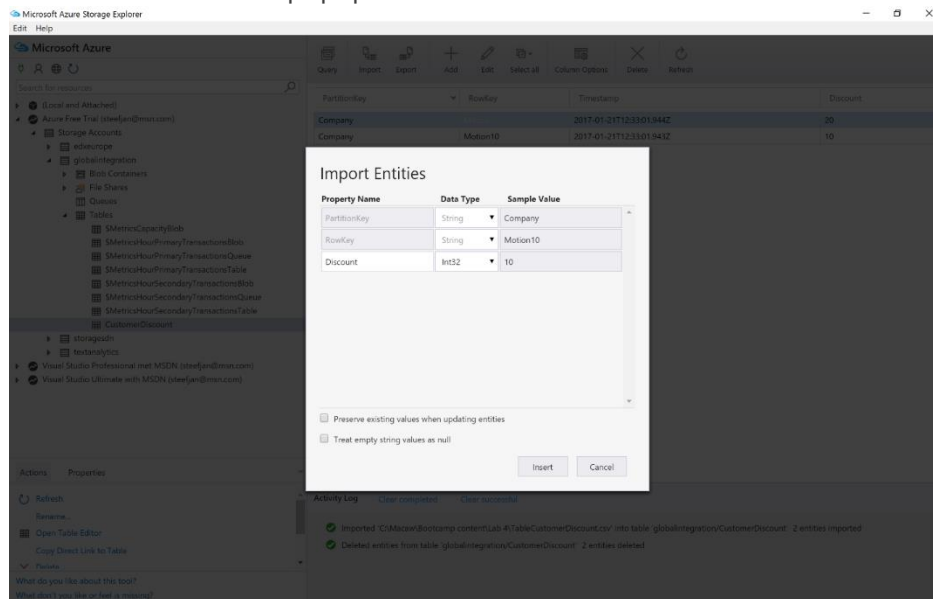 Microsoft Azure Storage Explorer
Edit Help
Microsoft Azure
Search for resources
(Local and Attached)
Azure Free Trial (steefjan@msn.com)
Storage Accounts
edxeurope
globalintegration
Blob Containers
File Shares
Queues
Tables
$MetricsCapacityBlob
$MetricsHourPrimaryTransactionsBlob
$MetricsHourPrimaryTransactionsQueue
$MetricsHourPrimaryTransactionsTable
$MetricsHourSecondaryTransactionsBlob
$MetricsHourSecondaryTransactionsQueue
$MetricsHourSecondaryTransactionsTable
CustomerDiscount
storagesdn
textanalytics
Visual Studio Professional met MSDN (steefjan@msn.com)
Visual Studio Ultimate with MSDN (steefjan@msn.com)
Actions Properties
Refresh
Rename...
Open Table Editor
Copy Direct Link to Table
Delete
What do you like about this tool?
What don't you like or feel is missing?
Query Import Export Add Edit Select all Column Options Delete Refresh
PartitionKey RowKey Timestamp Discount
Company 2017-01-21T12:33:01.944Z 20
Company Motion10 2017-01-21T12:33:01.943Z 10
Import Entities
Property Name Data Type Sample Value
PartitionKey String Company
RowKey String Motion10
Discount Int32 10
Preserve existing values when updating entities
Treat empty string values as null
Insert Cancel
Activity Log Clear completed Clear successful
Imported 'C:\Macaw\Bootcamp content\Lab 4\TableCustomerDiscount.csv' into table 'globalintegration/CustomerDiscount' 2 entities imported
Deleted entities from table 'globalintegration/CustomerDiscount' 2 entities deleted